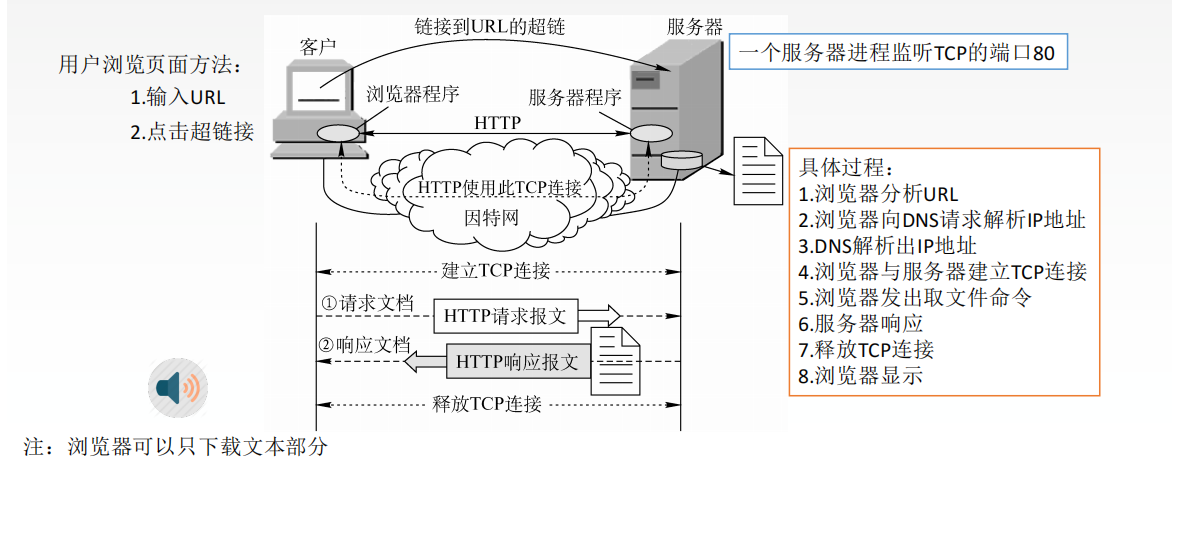 用户浏览页面方法：
1.输入URL
2.点击超链接
链接到URL的超链
客户
服务器
一个服务器进程监听TCP的端口80
浏览器程序
服务器程序
HTTP
HTTP使用此TCP连接
因特网
建立TCP连接
①请求文档
HTTP请求报文
②响应文档
HTTP响应报文
释放TCP连接
具体过程：
1.浏览器分析URL
2.浏览器向DNS请求解析IP地址
3.DNS解析出IP地址
4.浏览器与服务器建立TCP连接
5.浏览器发出取文件命令
6.服务器响应
7.释放TCP连接
8.浏览器显示
注：浏览器可以只下载文本部分